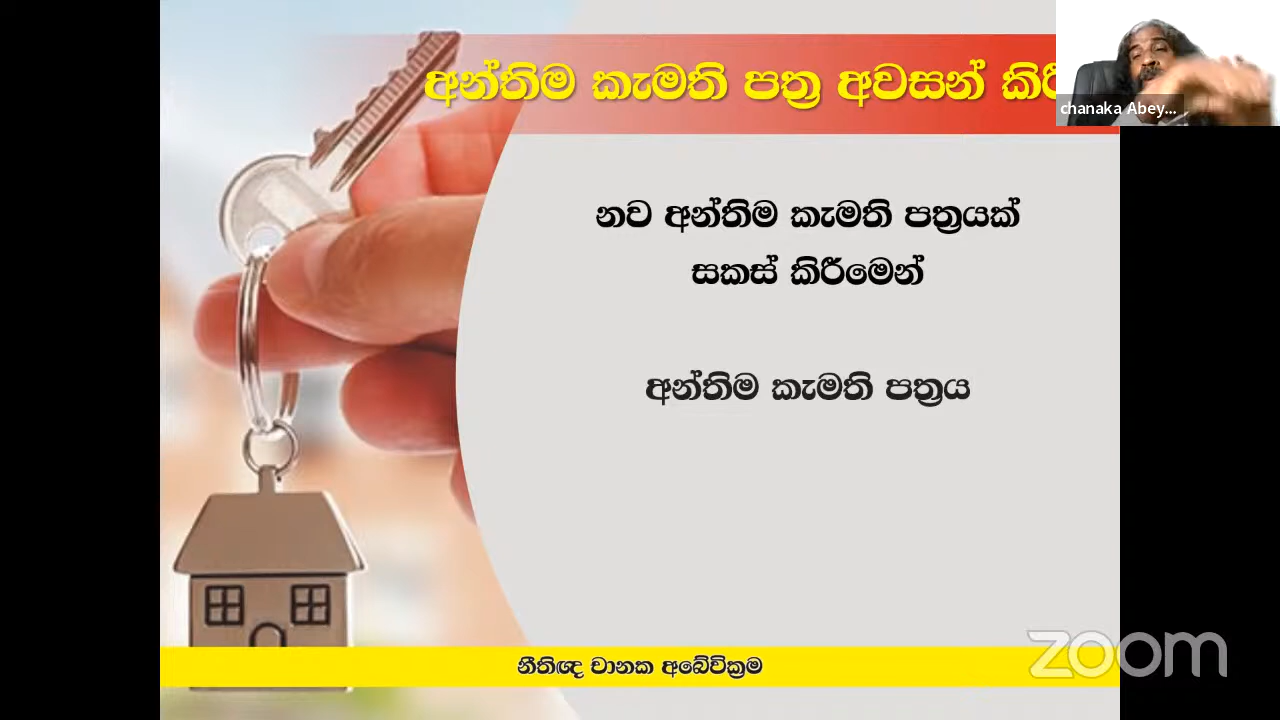 අන්තිම කැමති පත්‍ර අවසන්
chanaka Abey...
නව අන්තිම කැමති පත්‍රයක්
සකස් කිරීමෙන්
අන්තිම කැමති පත්‍රය
නීතිඥ චානක අබේවික්‍රම
zoom